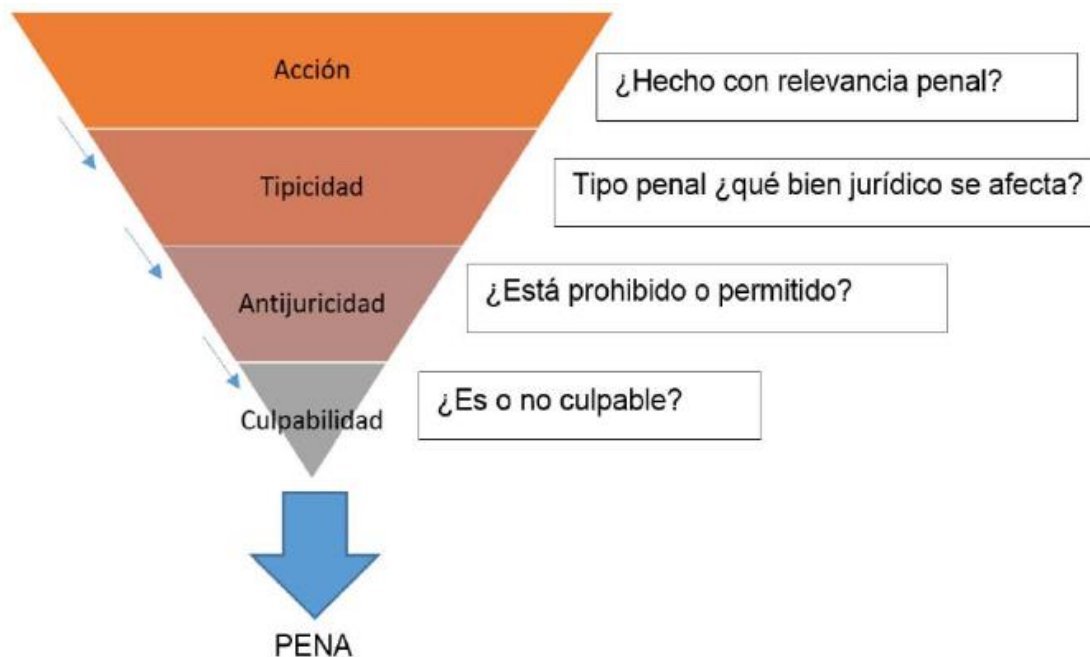 Acción
¿Hecho con relevancia penal?
Tipicidad
Tipo penal ¿qué bien jurídico se afecta?
Antijuricidad
¿Está prohibido o permitido?
Culpabilidad
¿Es o no culpable?
PENA